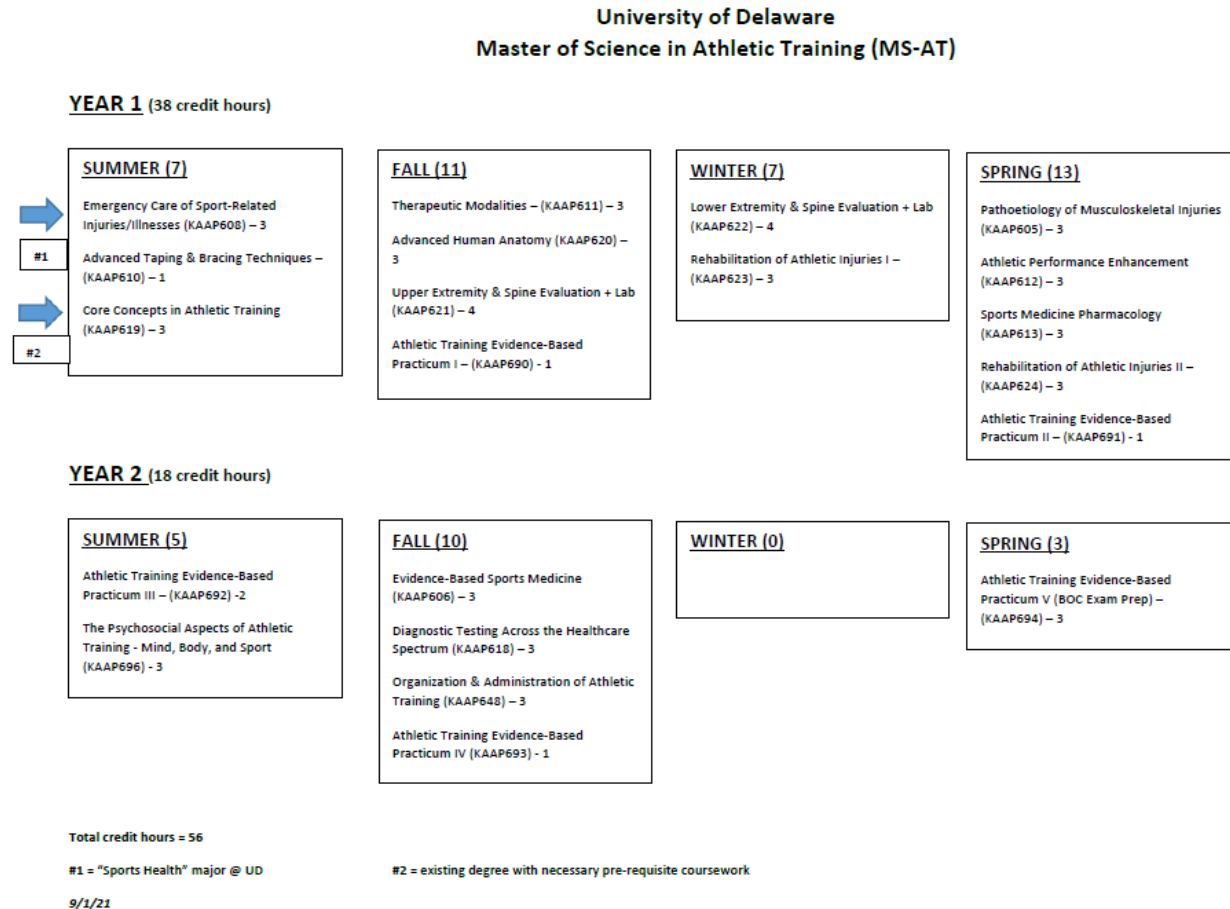 University of Delaware
Master of Science in Athletic Training (MS-AT)
YEAR 1 (38 credit hours)
SUMMER (7)
Emergency Care of Sport-Related
Injuries/Illnesses (KAAP608) – 3
Advanced Taping & Bracing Techniques –
(KAAP610) – 1
Core Concepts in Athletic Training
(KAAP619) – 3
#1
#2
FALL (11)
Therapeutic Modalities – (KAAP611) – 3
Advanced Human Anatomy (KAAP620) –
3
Upper Extremity & Spine Evaluation + Lab
(KAAP621) – 4
Athletic Training Evidence-Based
Practicum I – (KAAP690) - 1
WINTER (7)
Lower Extremity & Spine Evaluation + Lab
(KAAP622) – 4
Rehabilitation of Athletic Injuries I –
(KAAP623) – 3
SPRING (13)
Pathoetiology of Musculoskeletal Injuries
(KAAP605) – 3
Athletic Performance Enhancement
(KAAP612) – 3
Sports Medicine Pharmacology
(KAAP613) – 3
Rehabilitation of Athletic Injuries II –
(KAAP624) – 3
Athletic Training Evidence-Based
Practicum II – (KAAP691) - 1
YEAR 2 (18 credit hours)
SUMMER (5)
Athletic Training Evidence-Based
Practicum III – (KAAP692) -2
The Psychosocial Aspects of Athletic
Training - Mind, Body, and Sport
(KAAP696) - 3
FALL (10)
Evidence-Based Sports Medicine
(KAAP606) – 3
Diagnostic Testing Across the Healthcare
Spectrum (KAAP618) – 3
Organization & Administration of Athletic
Training (KAAP648) – 3
Athletic Training Evidence-Based
Practicum IV (KAAP693) - 1
WINTER (0)
SPRING (3)
Athletic Training Evidence-Based
Practicum V (BOC Exam Prep) –
(KAAP694) – 3
Total credit hours = 56
#1 = "Sports Health" major @ UD
#2 = existing degree with necessary pre-requisite coursework
9/1/21